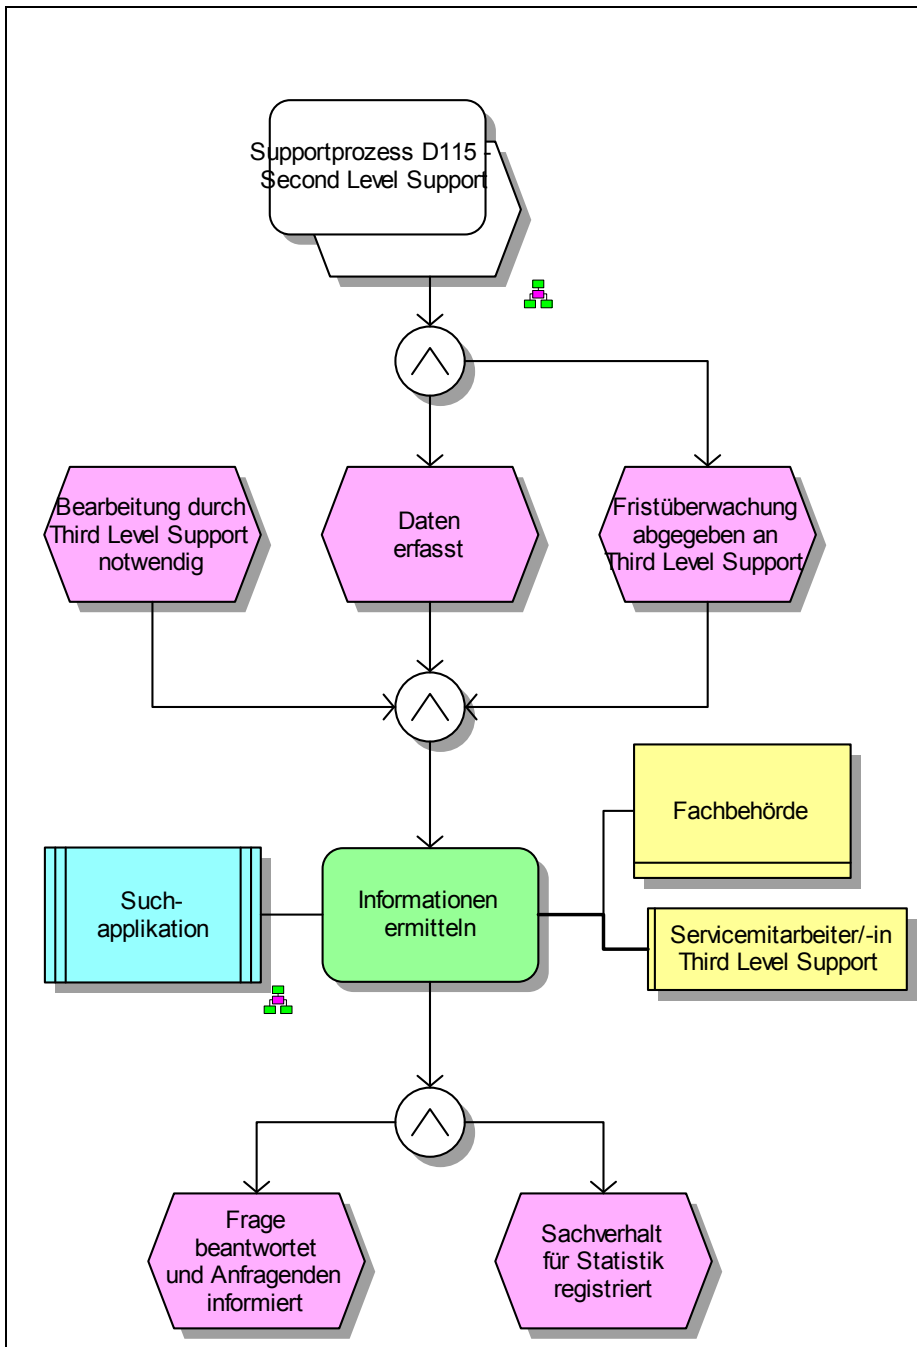 Supportprozess D115 -
Second Level Support
Bearbeitung durch
Third Level Support
notwendig
Daten
erfasst
Fristüberwachung
abgegeben an
Third Level Support
Fachbehörde
Such-
applikation
Informationen
ermitteln
Servicemitarbeiter/-in
Third Level Support
Frage
beantwortet
und Anfragenden
informiert
Sachverhalt
für Statistik
registriert